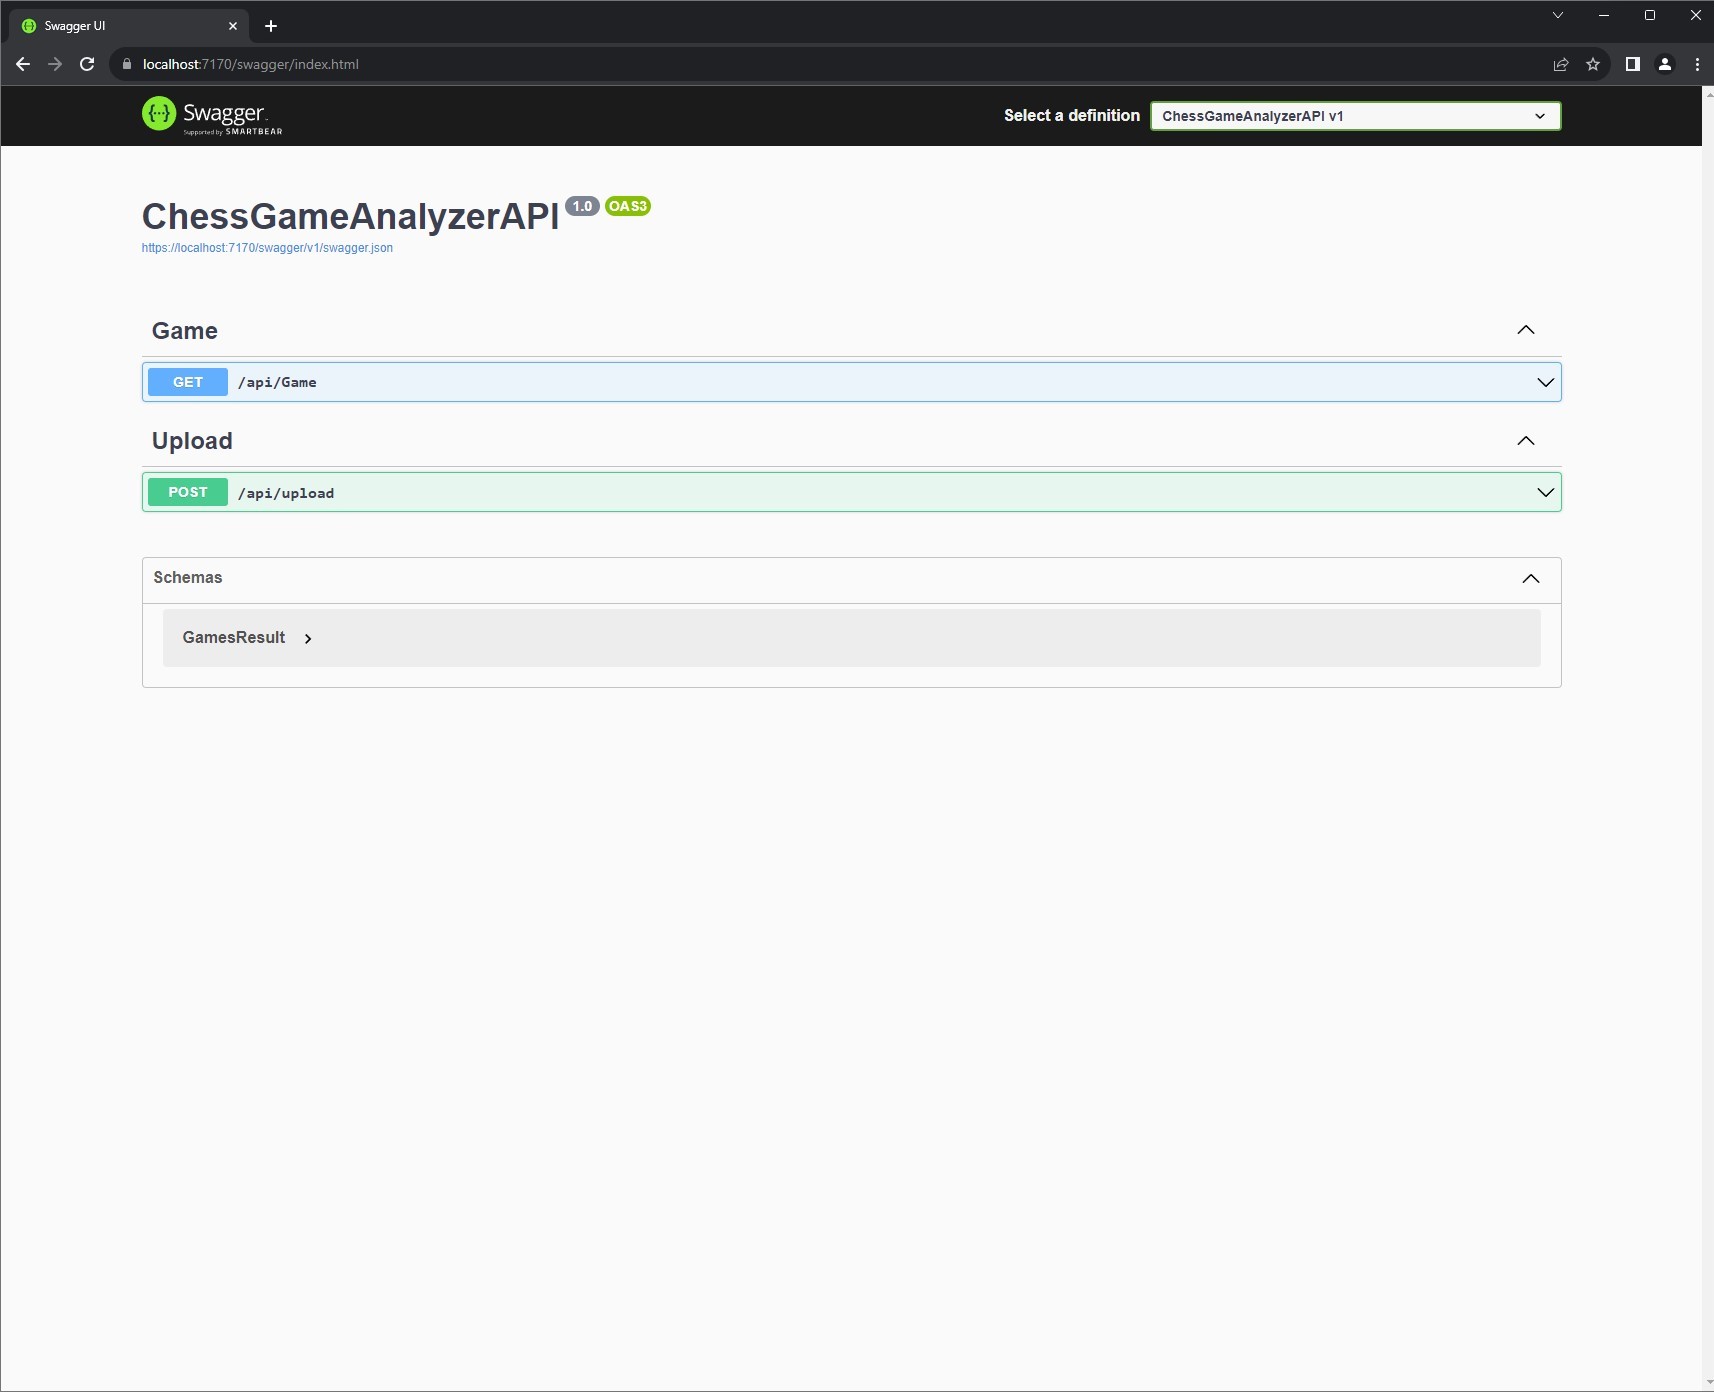 Swagger UI
localhost:7170/swagger/index.html
Swagger
Supported by SMARTBEAR
Select a definition
ChessGameAnalyzerAPI v1
ChessGameAnalyzerAPI 1.0 OAS3
https://localhost:7170/swagger/v1/swagger.json
Game
GET /api/Game
Upload
POST /api/upload
Schemas
GamesResult